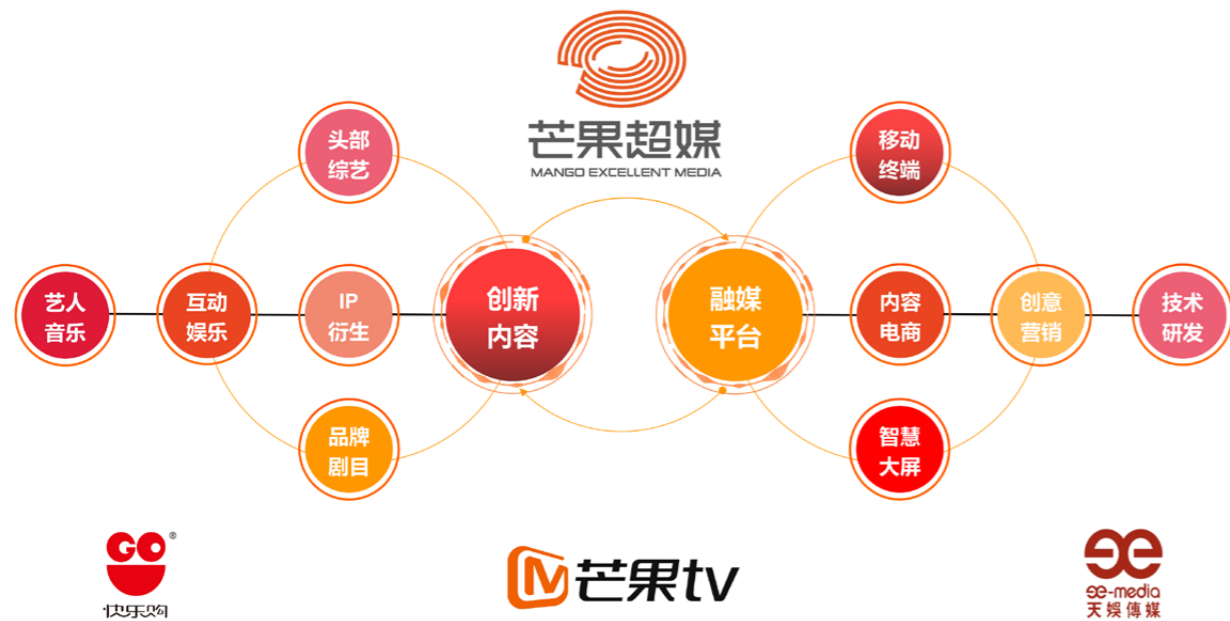 芒果超媒
MANGO EXCELLENT MEDIA
头部
综艺
移动
终端
艺人
音乐
互动
娱乐
IP
衍生
创新
内容
融媒
平台
内容
电商
创意
营销
技术
研发
品牌
剧目
智慧
大屏
GO
®
快乐购
芒果tv
ee-media
天娱傳媒